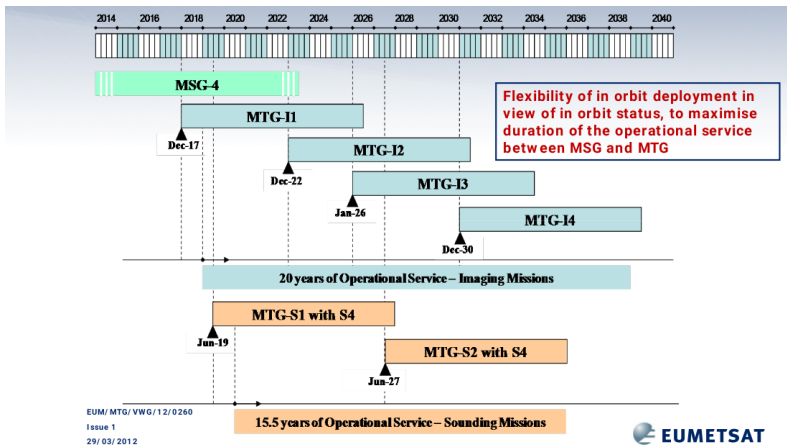 2014 2016 2018 2020 2022 2024 2026 2028 2030 2032 2034 2036 2038 2040
MSG-4
Flexibility of in orbit deployment in
view of in orbit status, to maximise
duration of the operational service
between MSG and MTG
MTG-I1
Dec-17
MTG-I2
Dec-22
MTG-I3
Jan-26
MTG-I4
Dec-30
20 years of Operational Service – Imaging Missions
MTG-S1 with S4
Jun-19
MTG-S2 with S4
Jun-27
EUM/MTG/VWG/12/0260
Issue 1
29/03/2012
15.5 years of Operational Service – Sounding Missions
EUMETSAT